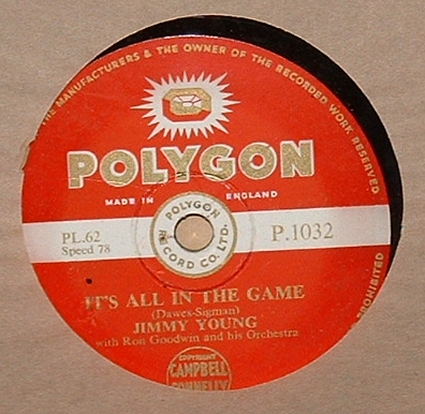 THE MANUFACTURERS & THE OWNER OF THE RECORDED WORK RESERVED
POLYGON
MADE IN ENGLAND
POLYGON
RECORD CO. LTD.
PL.62
Speed 78
P.1032
IT'S ALL IN THE GAME
(Dawes-Sigman)
JIMMY YOUNG
with Ron Goodwin and his Orchestra
COPYRIGHT
CAMPBELL
CONNELLY
PROHIBITED